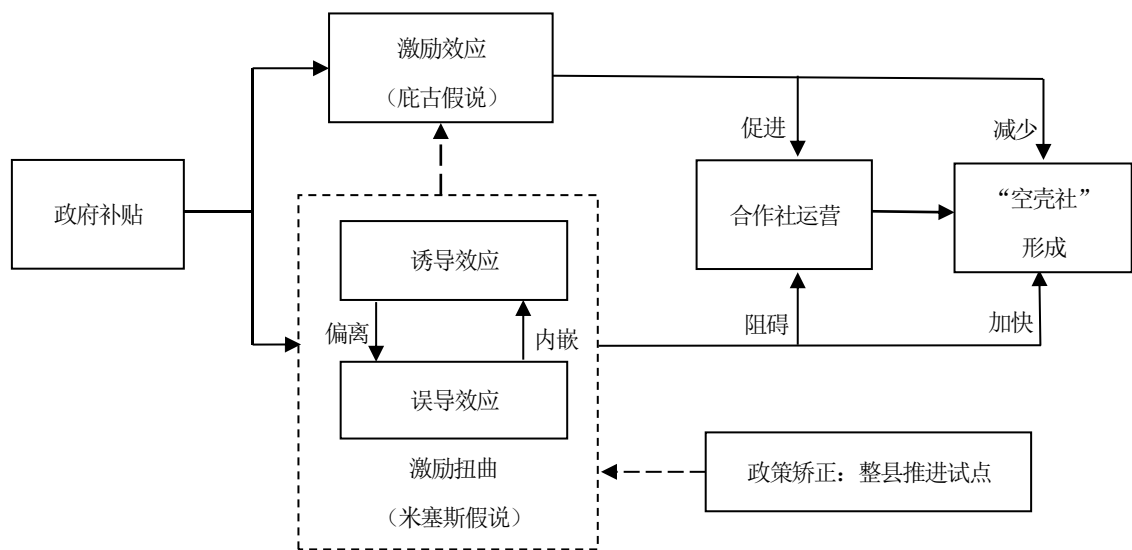 激励效应
（庇古假说）
促进
减少
政府补贴
合作社运营
“空壳社”
形成
诱导效应
偏离
内嵌
阻碍
加快
误导效应
激励扭曲
（米塞斯假说）
政策矫正：整县推进试点